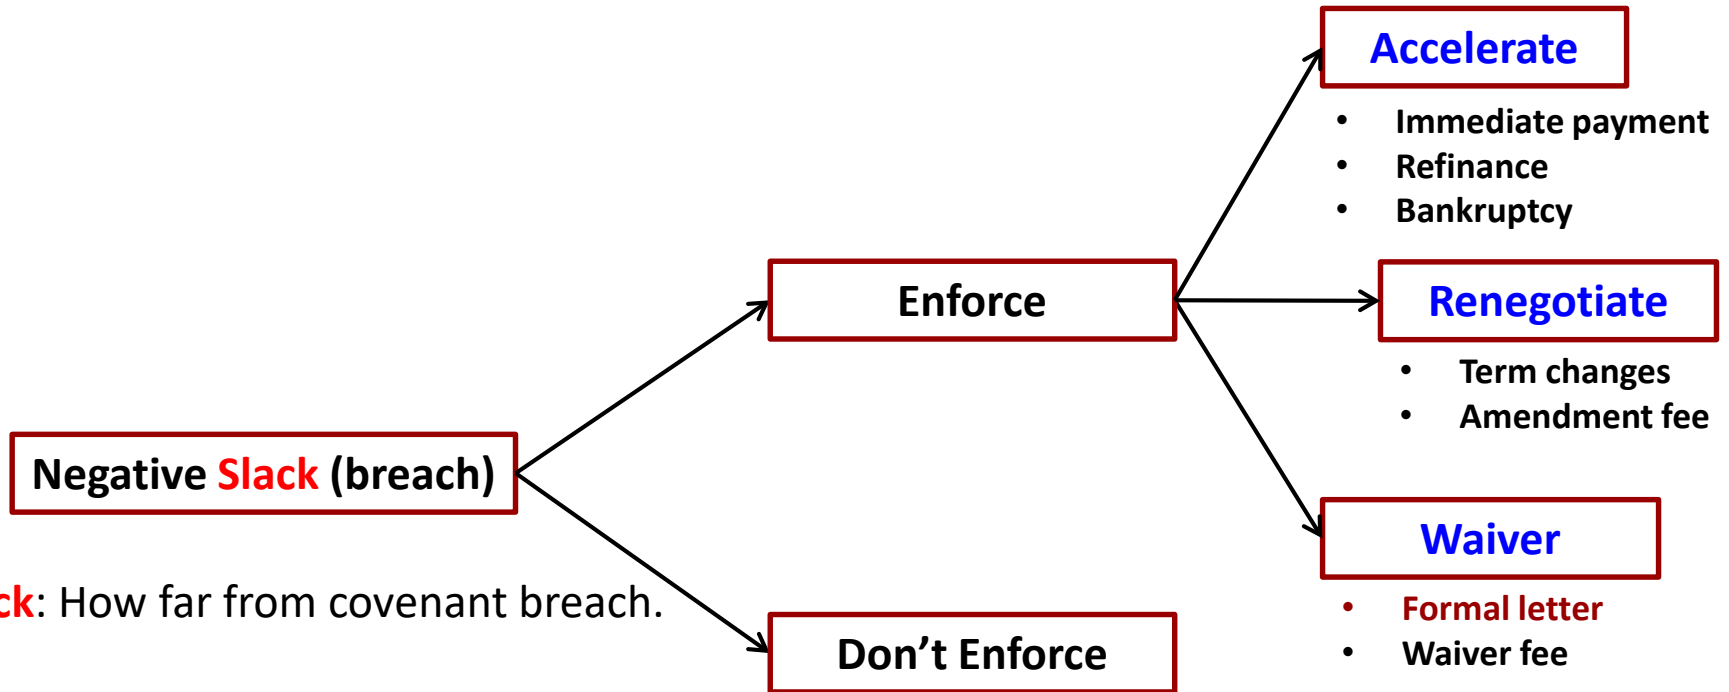 Accelerate
• Immediate payment
• Refinance
• Bankruptcy
Enforce
Renegotiate
• Term changes
• Amendment fee
Negative Slack (breach)
Waiver
ck: How far from covenant breach.
• Formal letter
• Waiver fee
Don’t Enforce